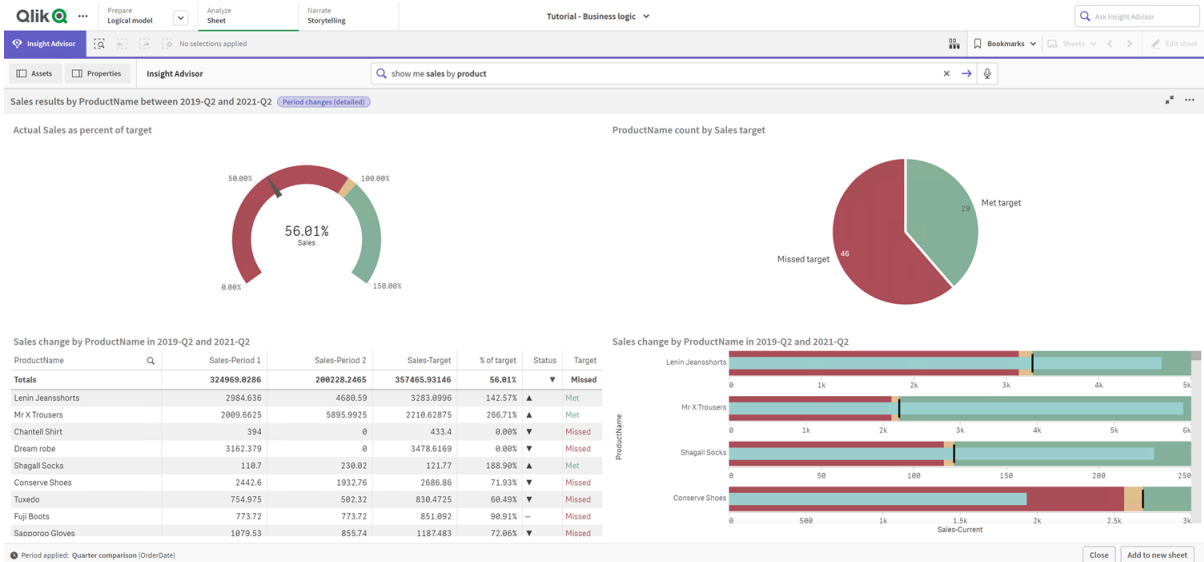 Qlik
Prepare
Logical model
Analyze
Sheet
Narrate
Storytelling
Tutorial - Business logic
Ask Insight Advisor
Insight Advisor
No selections applied
Bookmarks
Sheets
Edit sheet
Assets
Properties
Insight Advisor
show me sales by product
Sales results by ProductName between 2019-Q2 and 2021-Q2
Period changes (detailed)
Actual Sales as percent of target
50.00%
100.00%
56.01%
Sales
0.00%
150.00%
ProductName count by Sales target
29
Met target
46
Missed target
Sales change by ProductName in 2019-Q2 and 2021-Q2
ProductName Sales-Period 1 Sales-Period 2 Sales-Target % of target Status Target
Totals 324969.0286 200228.2465 357465.93146 56.01% ▼ Missed
Lenin Jeansshorts 2984.636 4680.59 3283.0996 142.57% ▲ Met
Mr X Trousers 2009.6625 5895.9925 2210.62875 266.71% ▲ Met
Chantell Shirt 394 0 433.4 0.00% ▼ Missed
Dream robe 3162.379 0 3478.6169 0.00% ▼ Missed
Shagall Socks 110.7 230.02 121.77 188.90% ▲ Met
Conserve Shoes 2442.6 1932.76 2686.86 71.93% ▼ Missed
Tuxedo 754.975 502.32 830.4725 60.49% ▼ Missed
Fuji Boots 773.72 773.72 851.092 90.91% -- Missed
Sapporoo Gloves 1079.53 855.74 1187.483 72.06% ▼ Missed
Sales change by ProductName in 2019-Q2 and 2021-Q2
ProductName
Lenin Jeansshorts
0 1k 2k 3k 4k 5k
Mr X Trousers
0 1k 2k 3k 4k 5k 6k
Shagall Socks
0 50 100 150 200 250
Conserve Shoes
0 500 1k 1.5k 2k 2.5k 3k
Sales-Current
Period applied: Quarter comparison (OrderDate)
Close
Add to new sheet